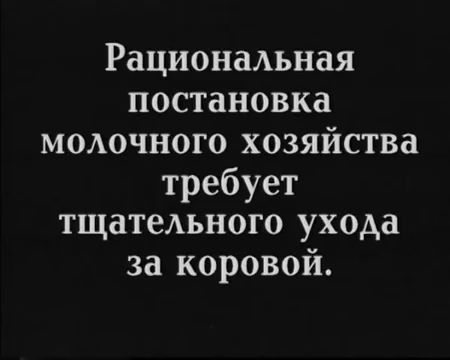 Рациональная
постановка
молочного хозяйства
требует
тщательного ухода
за коровой.